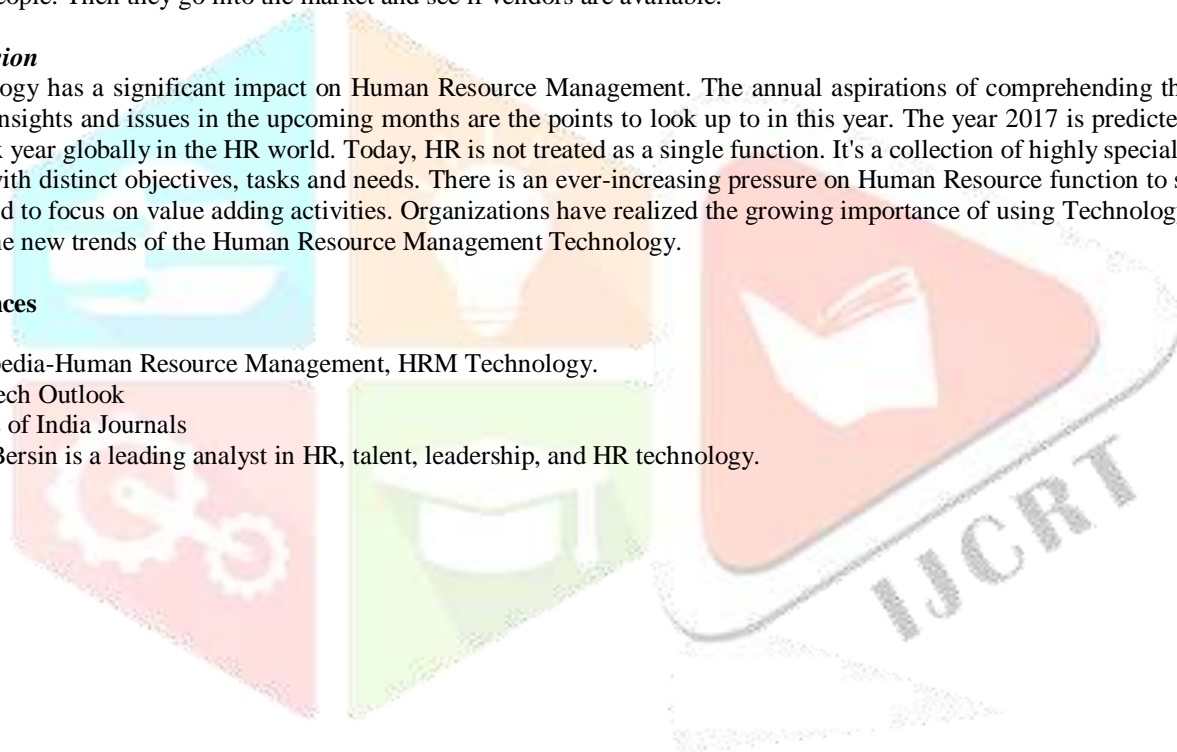 eople. Then they go into the market and see if vendors are available.
sion
ogy has a significant impact on Human Resource Management. The annual aspirations of comprehending th
nsights and issues in the upcoming months are the points to look up to in this year. The year 2017 is predicte
k year globally in the HR world. Today, HR is not treated as a single function. It's a collection of highly special
with distinct objectives, tasks and needs. There is an ever-increasing pressure on Human Resource function to s
d to focus on value adding activities. Organizations have realized the growing importance of using Technolog
he new trends of the Human Resource Management Technology.
nces
pedia-Human Resource Management, HRM Technology.
ech Outlook
s of India Journals
Bersin is a leading analyst in HR, talent, leadership, and HR technology.
IJCRT